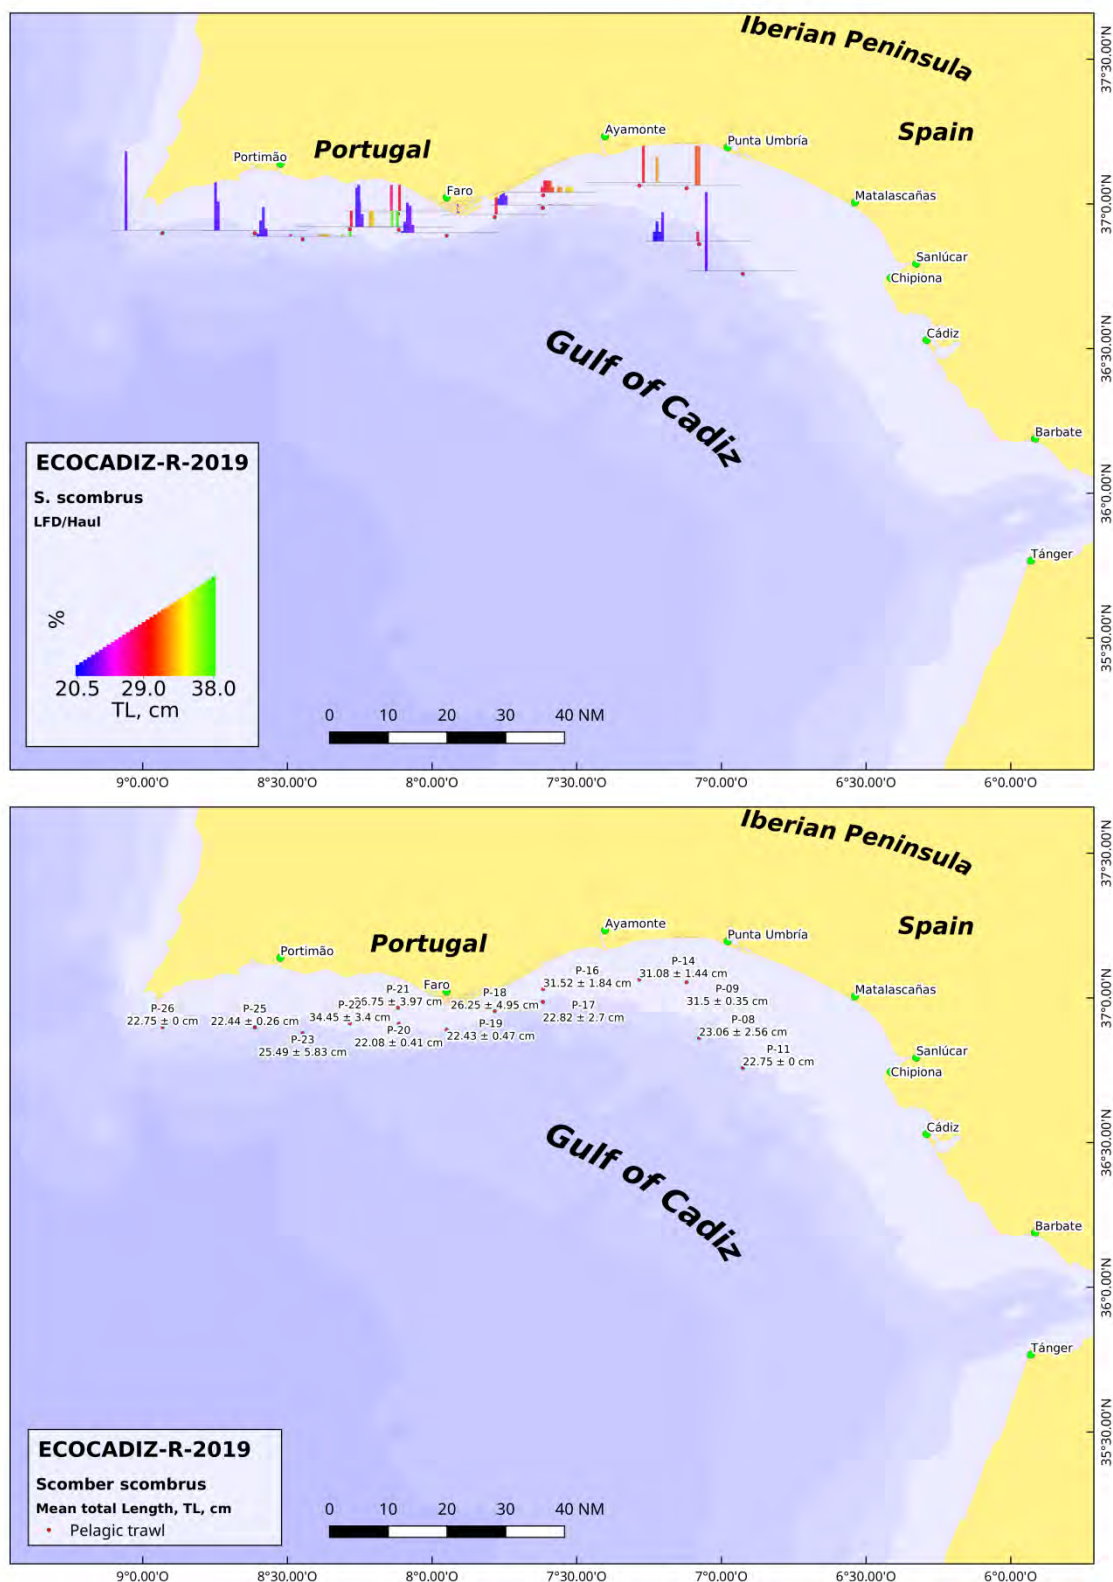 Iberian Peninsula
37°30.00'N
Spain
Ayamonte
Punta Umbría
Portugal
Portimão
Faro
Matalascañas
37°0.00'N
Sanlúcar
Chipiona
Cádiz
36°30.00'N
Gulf of Cadiz
Barbate
36°0.00'N
Tánger
35°30.00'N
ECOCADIZ-R-2019
S. scombrus
LFD/Haul
%
20.5 29.0 38.0
TL, cm
0 10 20 30 40 NM
9°0.00'O 8°30.00'O 8°0.00'O 7°30.00'O 7°0.00'O 6°30.00'O 6°0.00'O
Iberian Peninsula
37°30.00'N
Spain
Ayamonte
Punta Umbría
Portugal
Portimão
P-14
31.08 ± 1.44 cm
P-16
31.52 ± 1.84 cm
Faro
P-21
.75 ± 3.97 cm
P-18
26.25 ± 4.95 cm
P-09
31.5 ± 0.35 cm
Matalascañas
37°0.00'N
P-26
22.75 ± 0 cm
P-25
22.44 ± 0.26 cm
34.45 ± 3.4 cm
P-17
22.82 ± 2.7 cm
P-08
23.06 ± 2.56 cm
P-23
25.49 ± 5.83 cm
P-20
22.08 ± 0.41 cm
P-19
22.43 ± 0.47 cm
P-11
22.75 ± 0 cm
Sanlúcar
Chipiona
Cádiz
36°30.00'N
Gulf of Cadiz
Barbate
36°0.00'N
Tánger
35°30.00'N
ECOCADIZ-R-2019
Scomber scombrus
Mean total Length, TL, cm
Pelagic trawl
0 10 20 30 40 NM
9°0.00'O 8°30.00'O 8°0.00'O 7°30.00'O 7°0.00'O 6°30.00'O 6°0.00'O